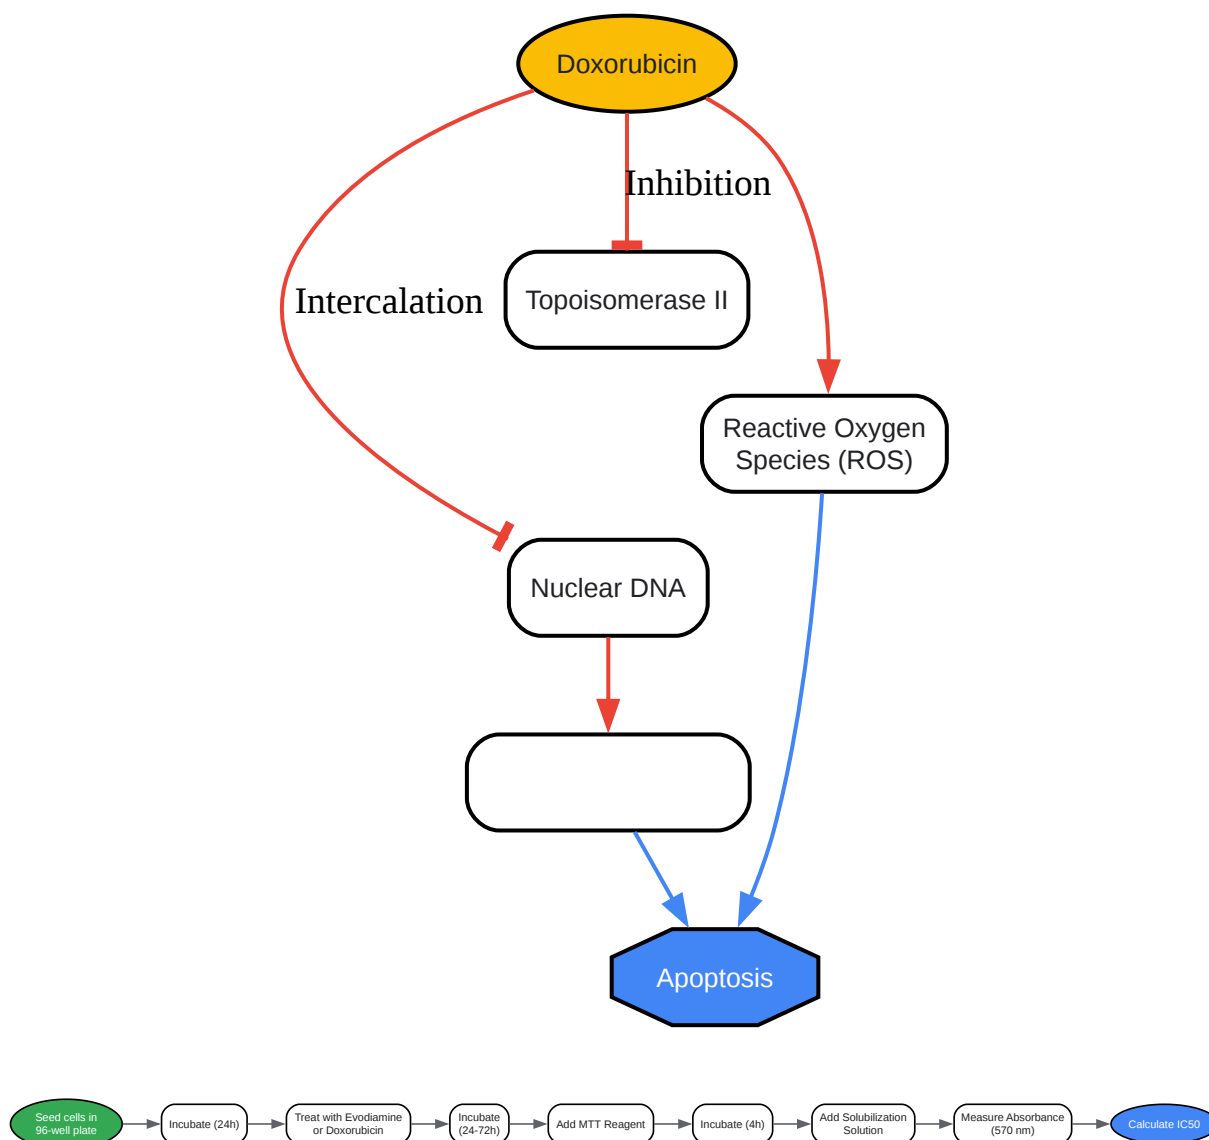 Doxorubicin
Inhibition
Intercalation
Topoisomerase II
Reactive Oxygen
Species (ROS)
Nuclear DNA
Apoptosis
Seed cells in
96-well plate
Incubate (24h)
Treat with Evodiamine
or Doxorubicin
Incubate
(24-72h)
Add MTT Reagent
Incubate (4h)
Add Solubilization
Solution
Measure Absorbance
(570 nm)
Calculate IC50